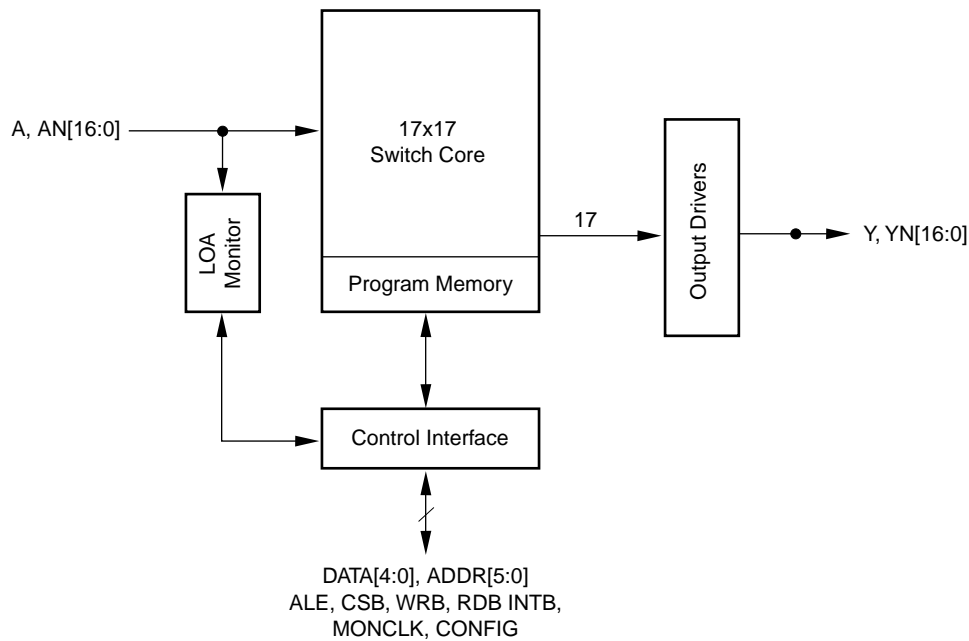 17x17
Switch Core
A, AN[16:0]
LOA
Monitor
17
Output Drivers
Y, YN[16:0]
Program Memory
Control Interface
DATA[4:0], ADDR[5:0]
ALE, CSB, WRB, RDB INTB,
MONCLK, CONFIG